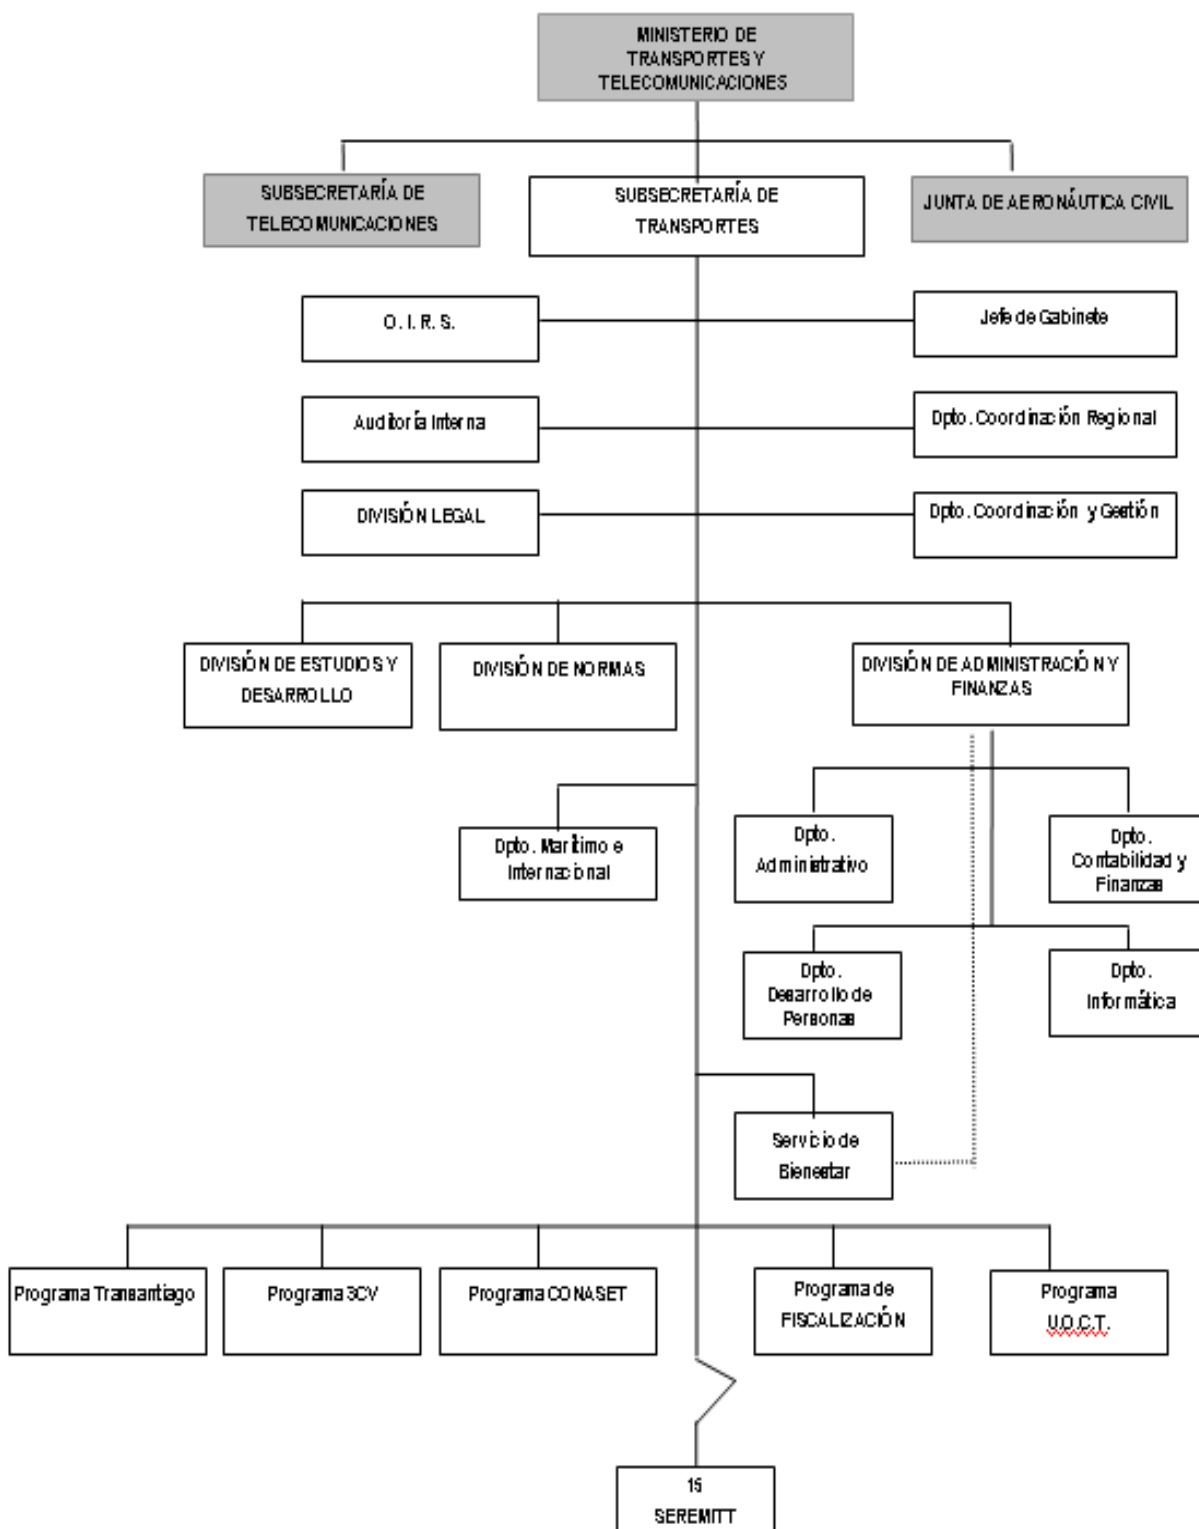 MINISTERIO DE
TRANSPORTES Y
TELECOMUNICACIONES
SUBSECRETARÍA DE
TELECOMUNICACIONES
SUBSECRETARÍA DE
TRANSPORTES
JUNTA DE AERONÁUTICA CIVIL
O. I. R. S.
Jefe de Gabinete
Auditoría Interna
Dpto. Coordinación Regional
DIVISIÓN LEGAL
Dpto. Coordinación y Gestión
DIVISIÓN DE ESTUDIOS Y
DESARROLLO
DIVISIÓN DE NORMAS
DIVISIÓN DE ADMINISTRACIÓN Y
FINANZAS
Dpto. Marítimo e
Internacional
Dpto.
Administrativo
Dpto.
Contabilidad y
Finanzas
Dpto.
Desarrollo de
Personas
Dpto.
Informática
Servicio de
Bienestar
Programa Transantiago
Programa 3CV
Programa CONASET
Programa de
FISCALIZACIÓN
Programa
U.O.C.T.
15
SEREMITT